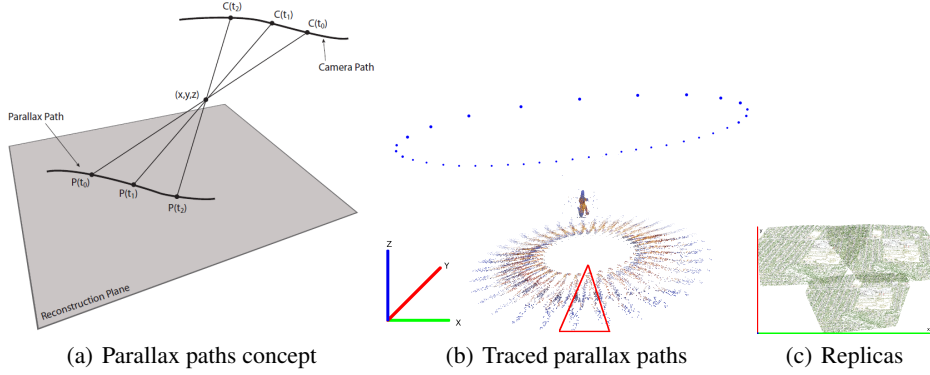 C(t2)
C(t1)
C(t0)
Camera Path
(x,y,z)
Parallax Path
P(t0)
P(t1)
P(t2)
Reconstruction Plane
(a) Parallax paths concept
Z
Y
X
(b) Traced parallax paths
y
x
(c) Replicas